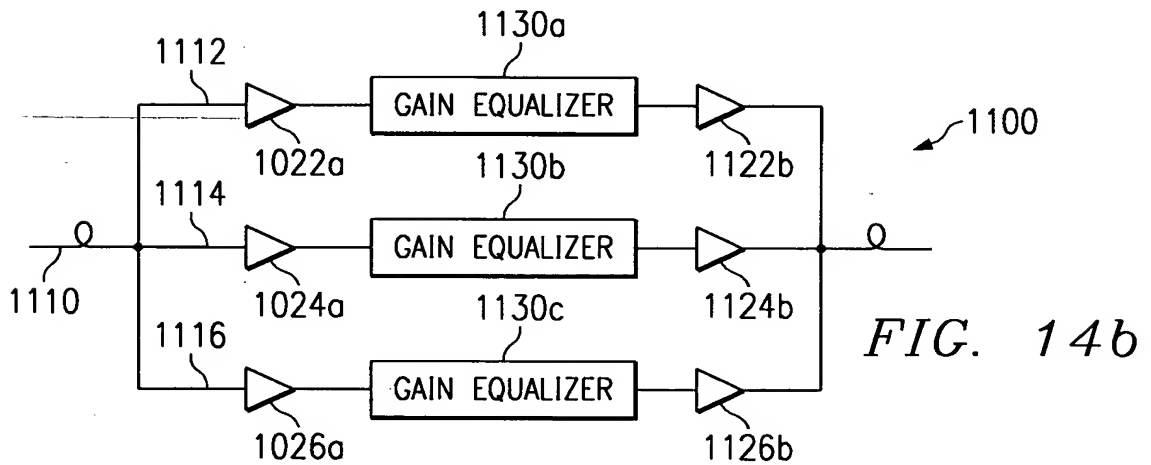 1130a
1112
GAIN EQUALIZER
1100
1022a
1122b
1130b
1114
GAIN EQUALIZER
1110
1024a
1124b
1130c
1116
FIG. 14b
GAIN EQUALIZER
1026a
1126b